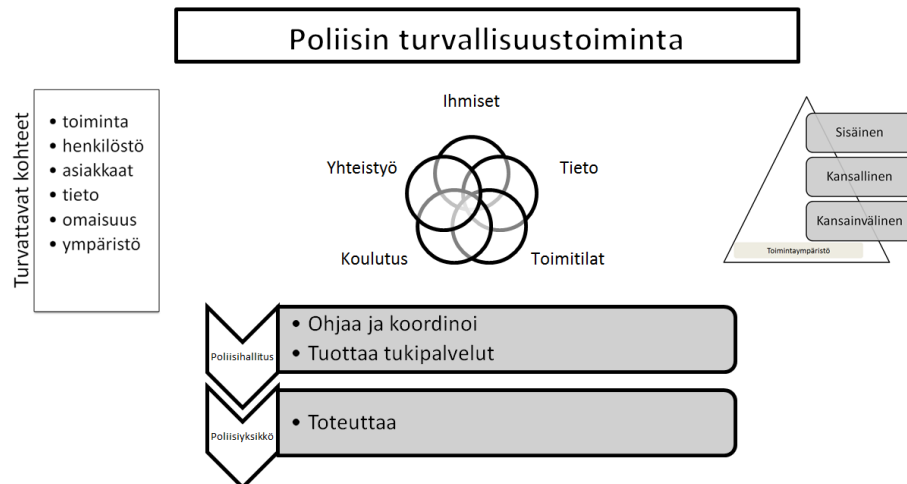 Poliisin turvallisuustoiminta
Turvattavat kohteet
• toiminta
• henkilöstö
• asiakkaat
• tieto
• omaisuus
• ympäristö
Ihmiset
Yhteistyö
Tieto
Koulutus
Toimitilat
Sisäinen
Kansallinen
Kansainvälinen
Toimintaympäristö
Poliisihallitus
• Ohjaa ja koordinoi
• Tuottaa tukipalvelut
Poliisiyksikkö
• Toteuttaa